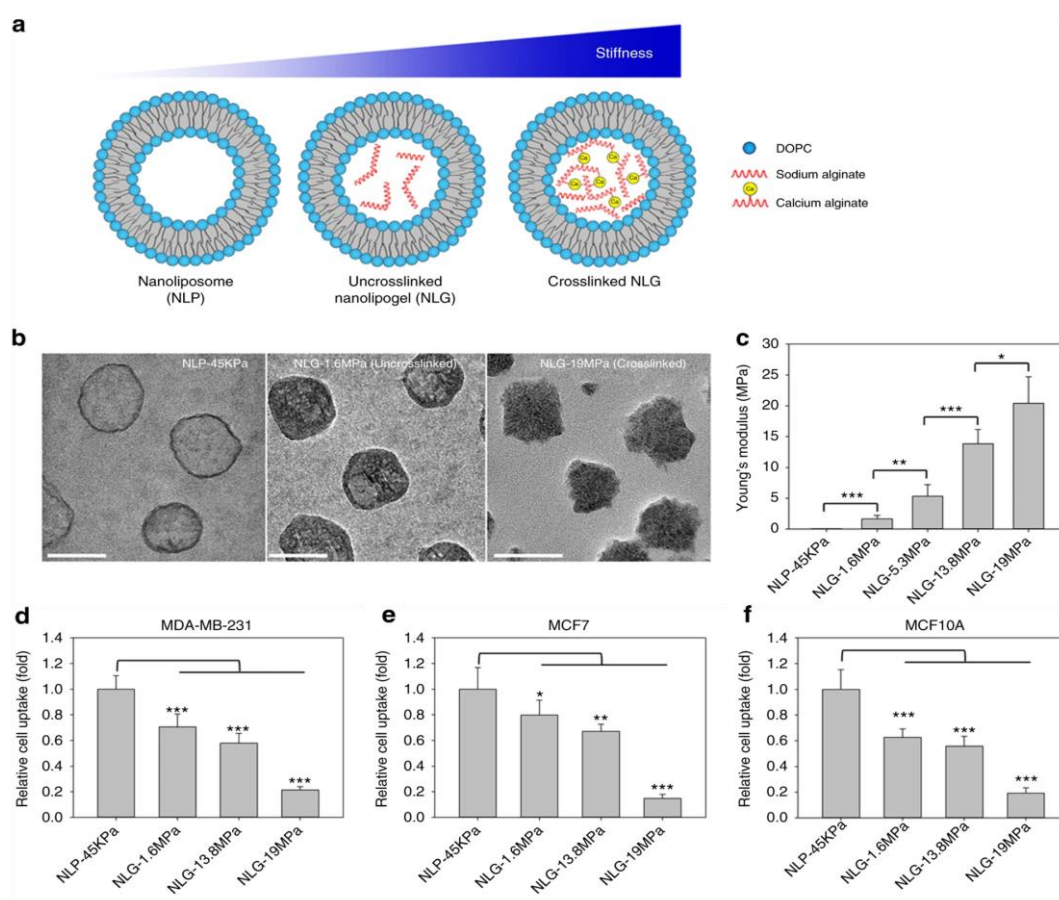 a
Stiffness
DOPC
Sodium alginate
Ca
Calcium alginate
Ca Ca Ca Ca Ca Ca
Nanoliposome
(NLP)
Uncrosslinked
nanolipogel (NLG)
Crosslinked NLG
b
NLP-45KPa
NLG-1.6MPa (Uncrosslinked)
NLG-19MPa (Crosslinked)
c
Young's modulus (MPa)
30
25
20
15
10
5
0
***
**
***
*
NLP-45KPa
NLG-1.6MPa
NLG-5.3MPa
NLG-13.8MPa
NLG-19MPa
d
MDA-MB-231
Relative cell uptake (fold)
1.4
1.2
1.0
0.8
0.6
0.4
0.2
0.0
***
***
***
NLP-45KPa
NLG-1.6MPa
NLG-13.8MPa
NLG-19MPa
e
MCF7
Relative cell uptake (fold)
1.4
1.2
1.0
0.8
0.6
0.4
0.2
0.0
*
**
***
NLP-45KPa
NLG-1.6MPa
NLG-13.8MPa
NLG-19MPa
f
MCF10A
Relative cell uptake (fold)
1.4
1.2
1.0
0.8
0.6
0.4
0.2
0.0
***
***
***
NLP-45KPa
NLG-1.6MPa
NLG-13.8MPa
NLG-19MPa